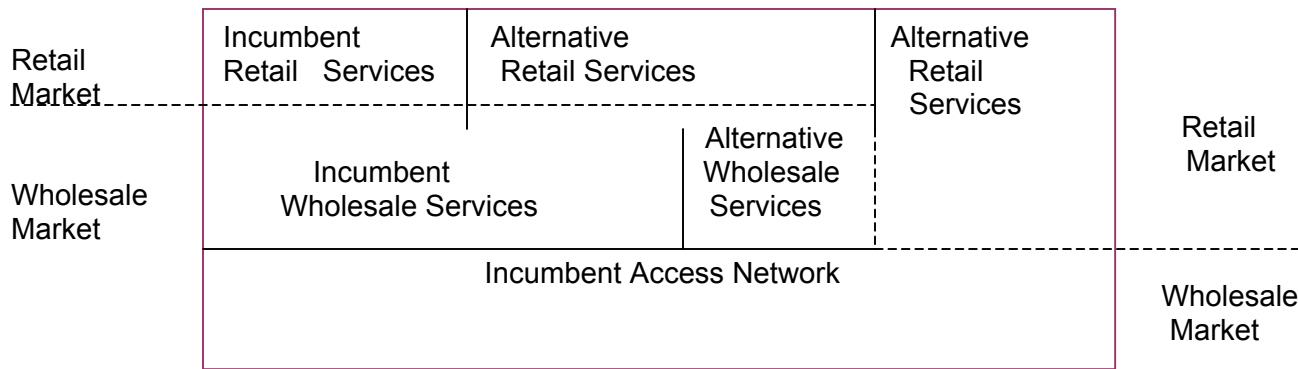 Retail
Market
Incumbent
Retail Services
Alternative
Retail Services
Alternative
Retail
Services
Wholesale
Market
Incumbent
Wholesale Services
Alternative
Wholesale
Services
Retail
Market
Incumbent Access Network
Wholesale
Market